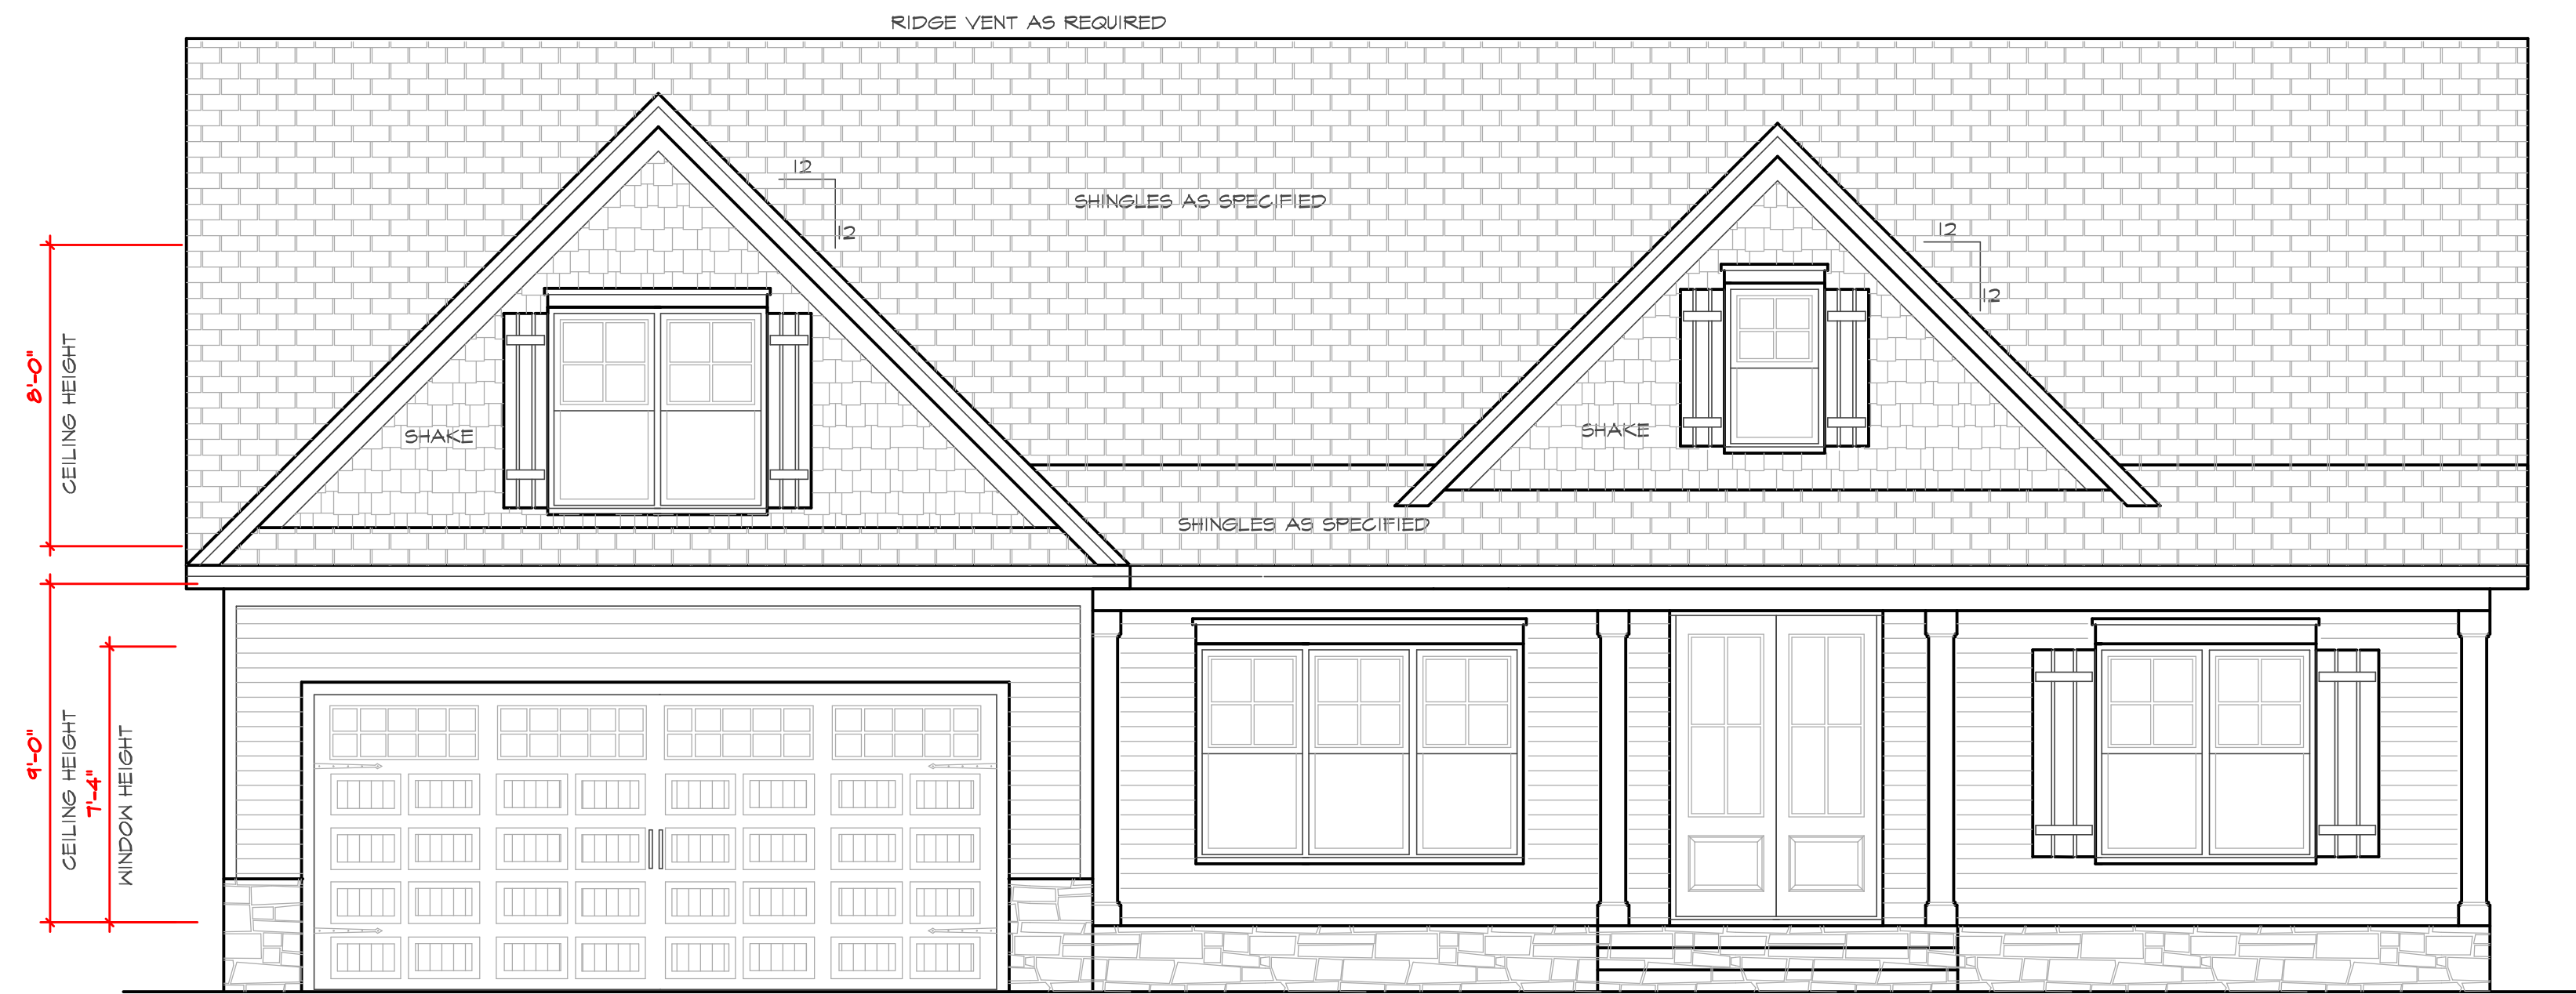 RIDGE VENT AS REQUIRED
12
12
SHINGLES AS SPECIFIED
12
12
8'-0"
CEILING HEIGHT
SHAKE
SHAKE
SHINGLES AS SPECIFIED
9'-0"
CEILING HEIGHT
7'-4"
WINDOW HEIGHT